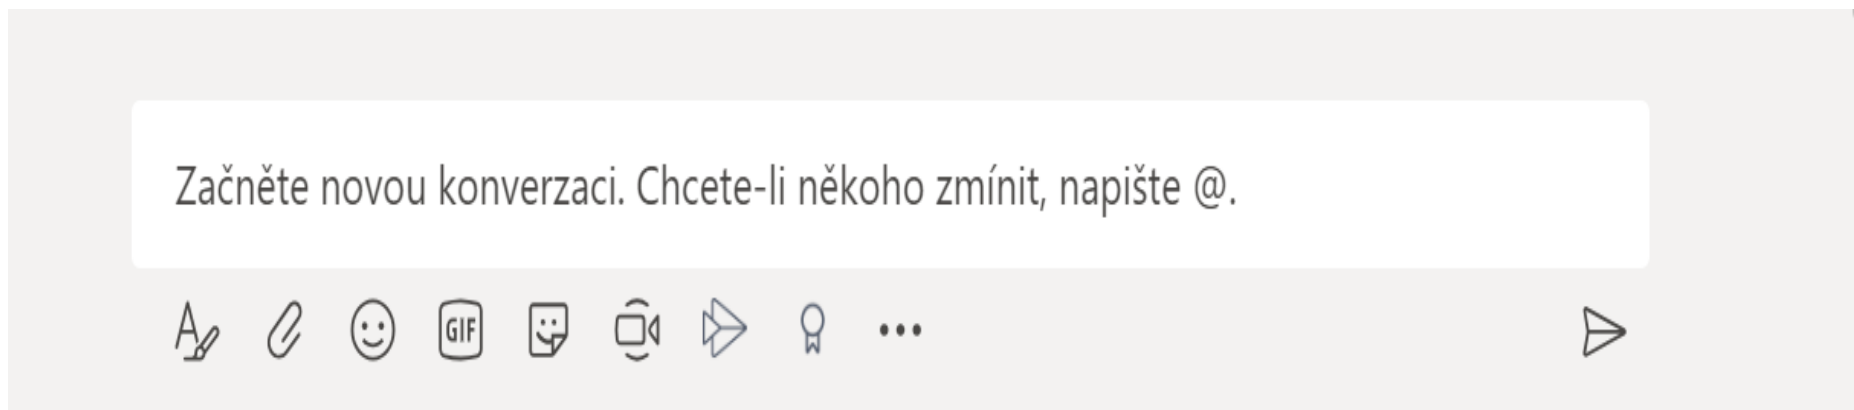 Začněte novou konverzaci. Chcete-li někoho zmínit, napište @.
GIF